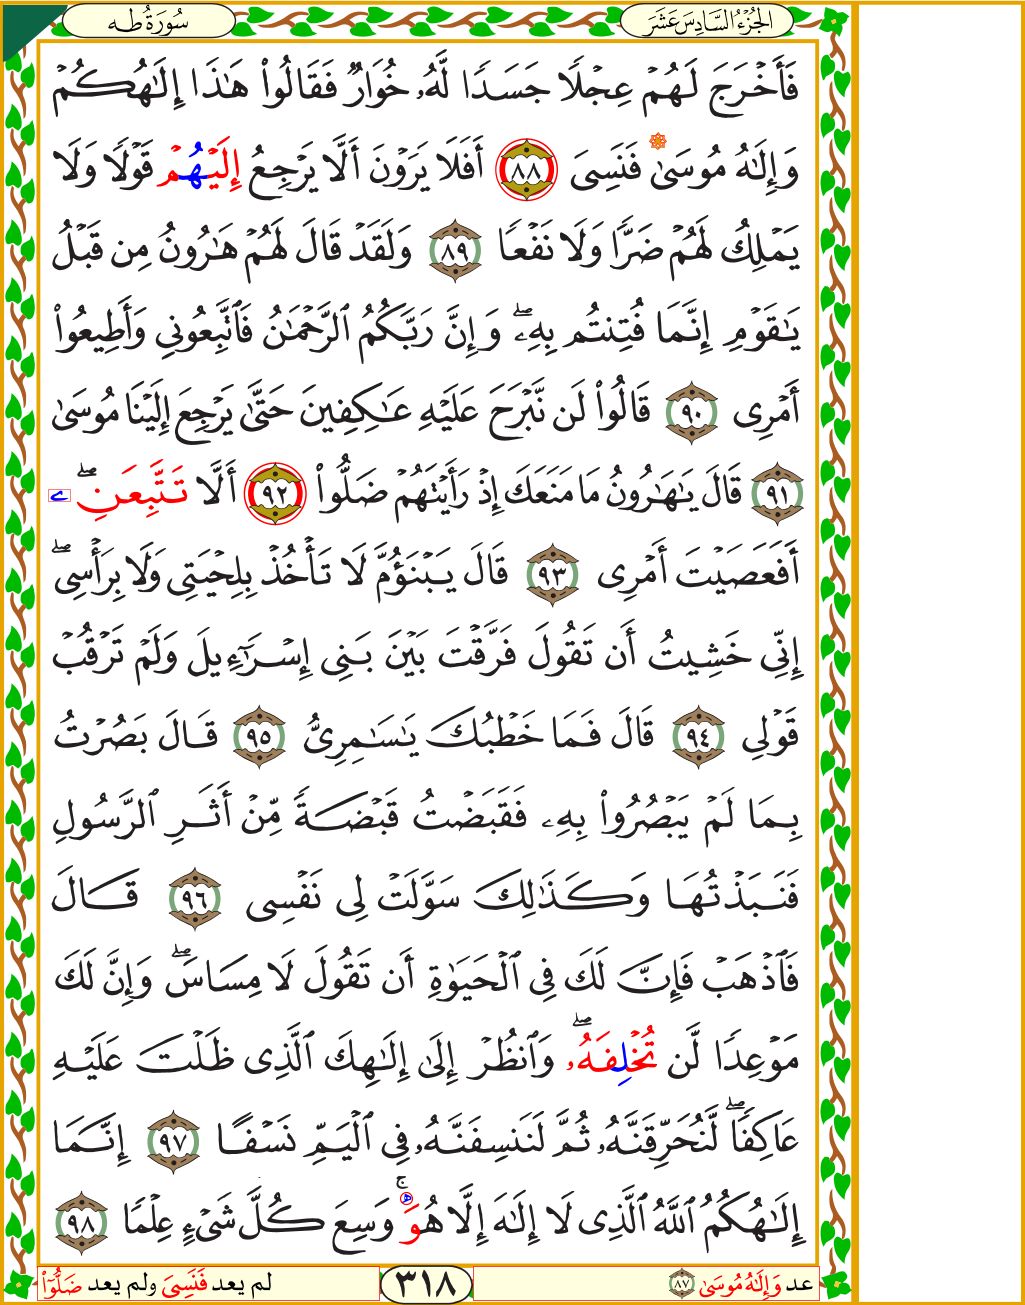 سُورَةُ طه
الجُزْءُ السَّادِسَ عَشَرَ
فَأَخْرَجَ لَهُمْ عِجْلًا جَسَدًا لَّهُۥ خُوَارٌ فَقَالُوا۟ هَـٰذَا إِلَـٰهُكُمْ
وَإِلَـٰهُ مُوسَىٰ فَنَسِىَ ٨٨ أَفَلَا يَرَوْنَ أَلَّا يَرْجِعُ إِلَيْهُمْ قَوْلًا وَلَا
يَمْلِكُ لَهُمْ ضَرًّا وَلَا نَفْعًا ٨٩ وَلَقَدْ قَالَ لَهُمْ هَـٰرُونُ مِن قَبْلُ
يَـٰقَوْمِ إِنَّمَا فُتِنتُم بِهِۦۖ وَإِنَّ رَبَّكُمُ ٱلرَّحْمَـٰنُ فَٱتَّبِعُونِى وَأَطِيعُوا۟
أَمْرِى ٩٠ قَالُوا۟ لَن نَّبْرَحَ عَلَيْهِ عَـٰكِفِينَ حَتَّىٰ يَرْجِعَ إِلَيْنَا مُوسَىٰ
٩١ قَالَ يَـٰهَـٰرُونُ مَا مَنَعَكَ إِذْ رَأَيْتَهُمْ ضَلُّوا۟ ٩٢ أَلَّا تَتَّبِعَنِۦۖ
أَفَعَصَيْتَ أَمْرِى ٩٣ قَالَ يَبْنَؤُمَّ لَا تَأْخُذْ بِلِحْيَتِى وَلَا بِرَأْسِىۖ
إِنِّى خَشِيتُ أَن تَقُولَ فَرَّقْتَ بَيْنَ بَنِىٓ إِسْرَٰٓءِيلَ وَلَمْ تَرْقُبْ
قَوْلِى ٩٤ قَالَ فَمَا خَطْبُكَ يَـٰسَـٰمِرِىُّ ٩٥ قَالَ بَصُرْتُ
بِمَا لَمْ يَبْصُرُوا۟ بِهِۦ فَقَبَضْتُ قَبْضَةً مِّنْ أَثَرِ ٱلرَّسُولِ
فَنَبَذْتُهَا وَكَذَٰلِكَ سَوَّلَتْ لِى نَفْسِى ٩٦ قَالَ
فَٱذْهَبْ فَإِنَّ لَكَ فِى ٱلْحَيَوٰةِ أَن تَقُولَ لَا مِسَاسَۖ وَإِنَّ لَكَ
مَوْعِدًا لَّن تُخْلِفَهُۥۖ وَٱنظُرْ إِلَىٰ إِلَـٰهِكَ ٱلَّذِى ظَلْتَ عَلَيْهِ
عَاكِفًاۖ لَّنُحَرِّقَنَّهُۥ ثُمَّ لَنَنسِفَنَّهُۥ فِى ٱلْيَمِّ نَسْفًا ٩٧ إِنَّمَا
إِلَـٰهُكُمُ ٱللَّهُ ٱلَّذِى لَا إِلَـٰهَ إِلَّا هُوَۚ وَسِعَ كُلَّ شَىْءٍ عِلْمًا ٩٨
عد وَإِلَـٰهُ مُوسَىٰ ٨٧
٣١٨
لم يعد فَنَسِىَ ولم يعد ضَلُّوٓا۟